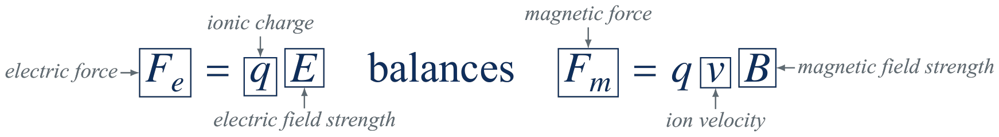 magnetic force
ionic charge
electric force F_e = q E balances F_m = q v B magnetic field strength
electric field strength
ion velocity